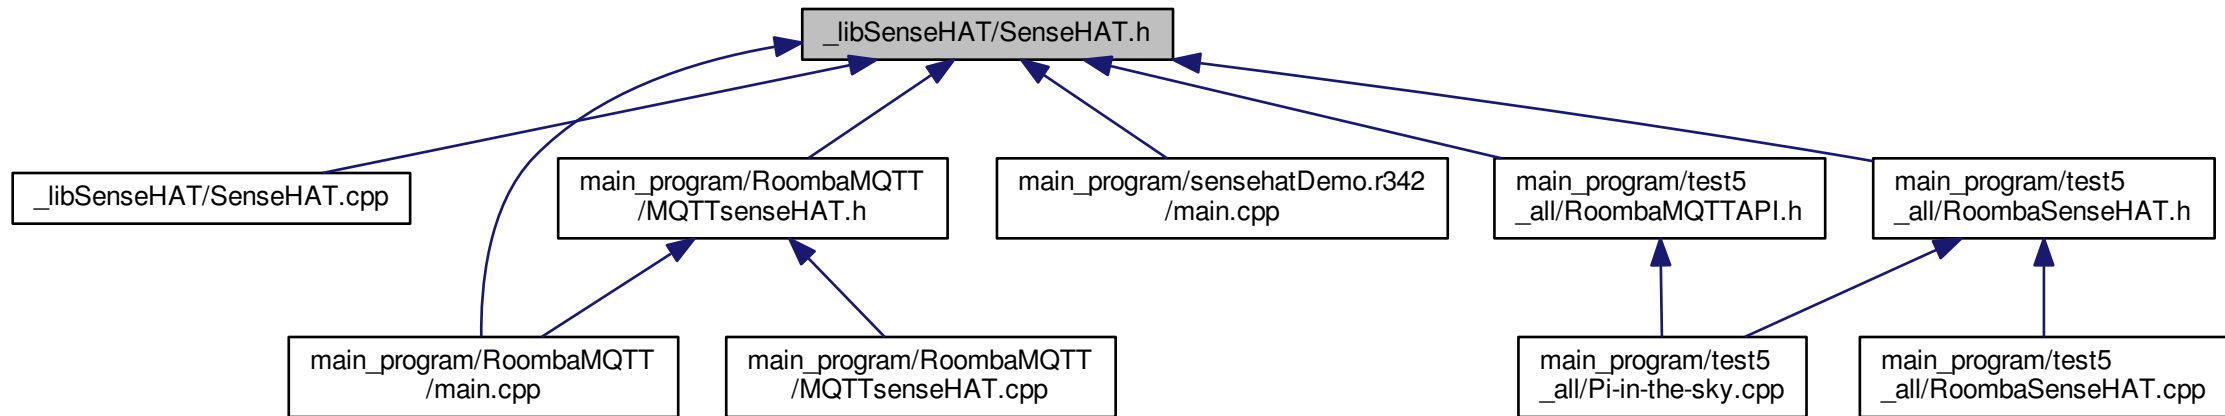 _libSenseHAT/SenseHAT.h
_libSenseHAT/SenseHAT.cpp
main_program/RoombaMQTT
/MQTTsenseHAT.h
main_program/sensehatDemo.r342
/main.cpp
main_program/test5
_all/RoombaMQTTAPI.h
main_program/test5
_all/RoombaSenseHAT.h
main_program/RoombaMQTT
/main.cpp
main_program/RoombaMQTT
/MQTTsenseHAT.cpp
main_program/test5
_all/Pi-in-the-sky.cpp
main_program/test5
_all/RoombaSenseHAT.cpp